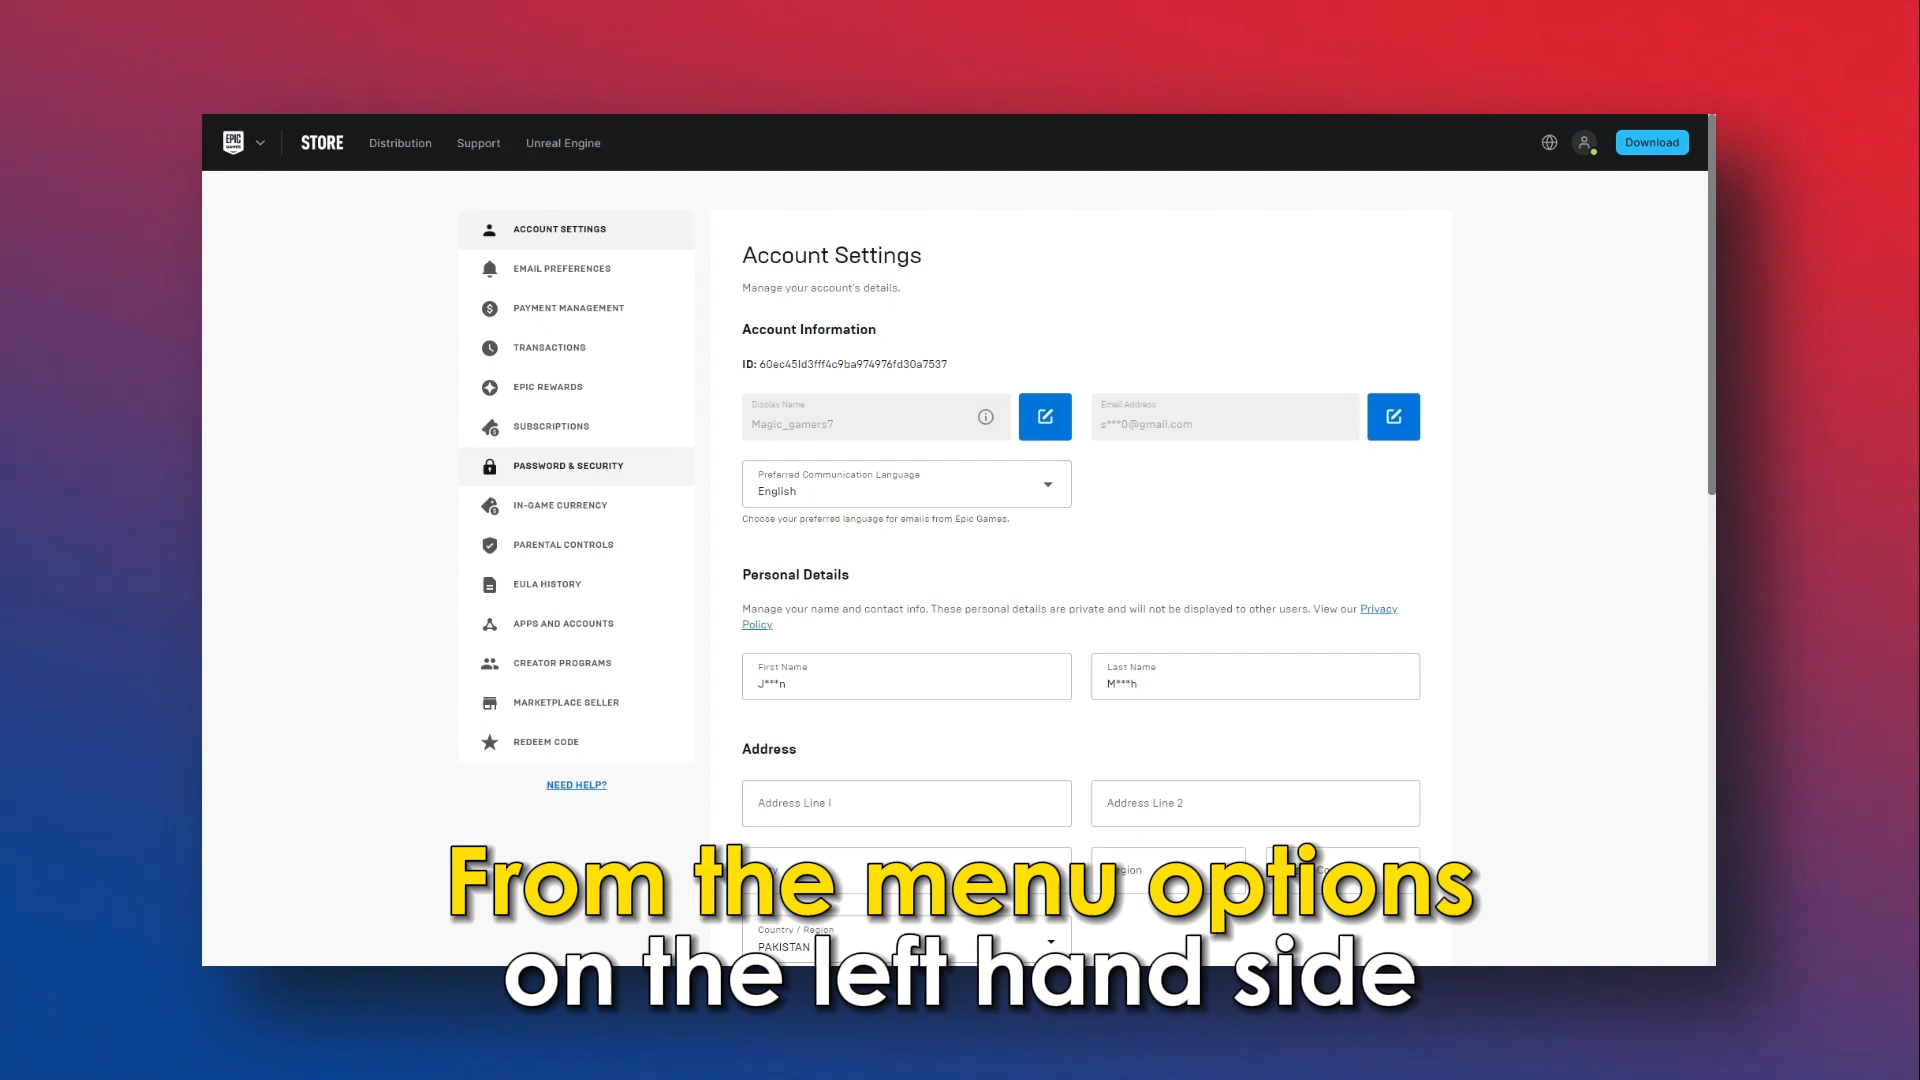 EPIC GAMES
STORE
Distribution
Support
Unreal Engine
Download
ACCOUNT SETTINGS
EMAIL PREFERENCES
PAYMENT MANAGEMENT
TRANSACTIONS
EPIC REWARDS
SUBSCRIPTIONS
PASSWORD & SECURITY
IN-GAME CURRENCY
PARENTAL CONTROLS
EULA HISTORY
APPS AND ACCOUNTS
CREATOR PROGRAMS
MARKETPLACE SELLER
REDEEM CODE
NEED HELP?
Account Settings
Manage your account's details.
Account Information
ID: 60ec451d3fff4c9ba974976fd30a7537
Display Name
Magic_gamers7
Email Address
s***0@gmail.com
Preferred Communication Language
English
Choose your preferred language for emails from Epic Games.
Personal Details
Manage your name and contact info. These personal details are private and will not be displayed to other users. View our Privacy
Policy
First Name
J***n
Last Name
M***h
Address
Address Line 1
Address Line 2
Country / Region
PAKISTAN
From the menu options
on the left hand side